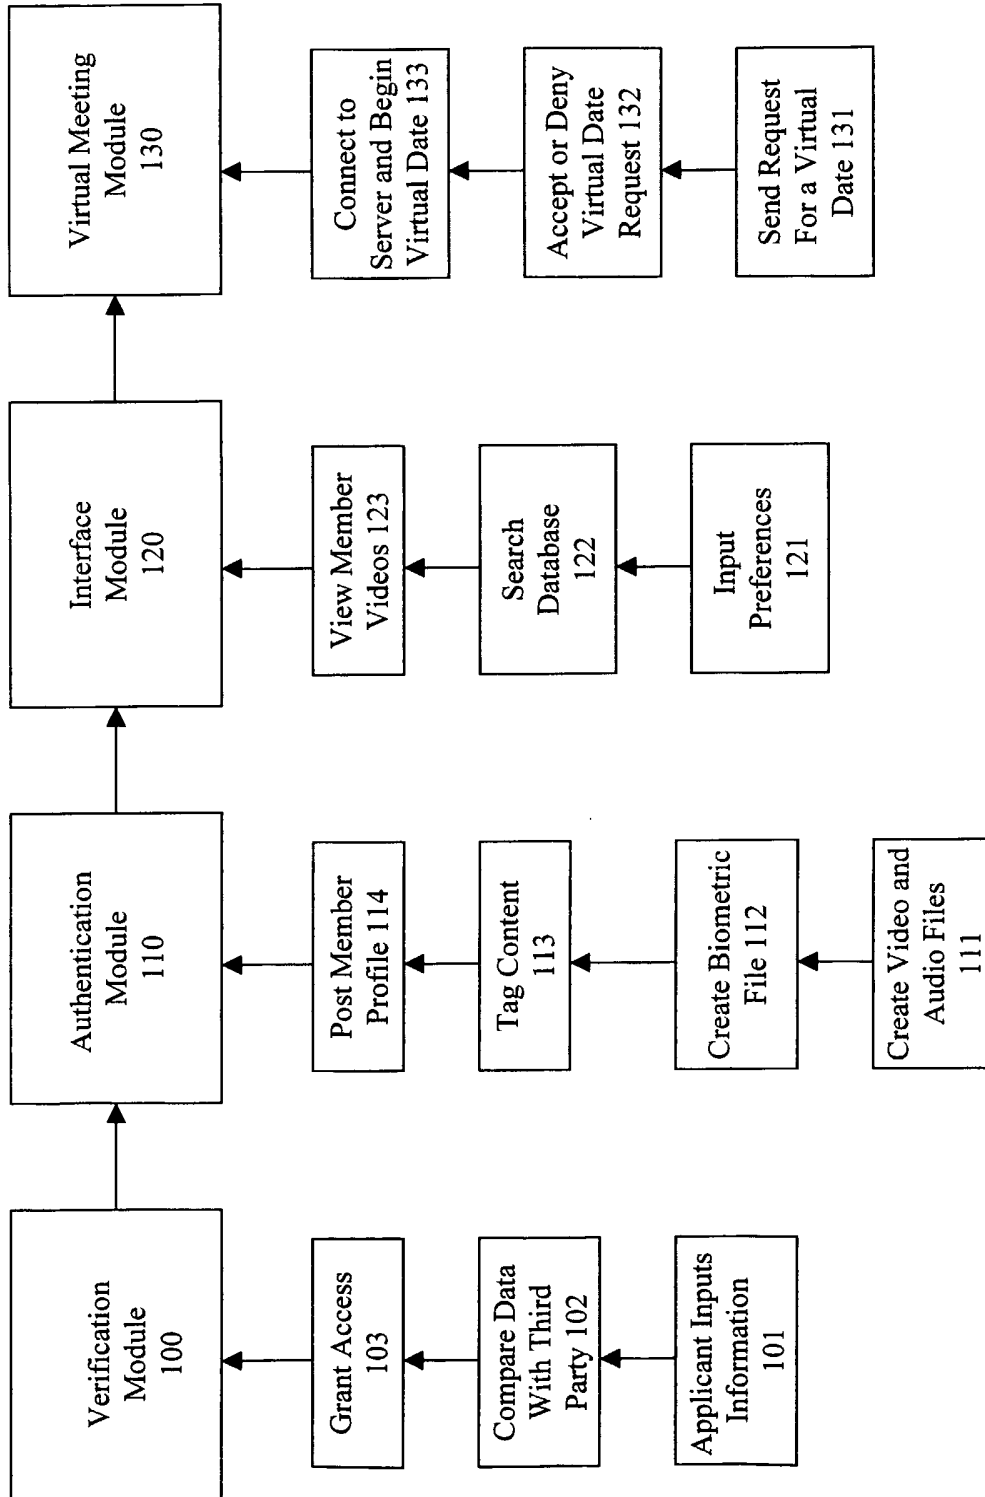 Verification
Module
100
Grant Access
103
Compare Data
With Third
Party 102
Applicant Inputs
Information
101
Authentication
Module
110
Post Member
Profile 114
Tag Content
113
Create Biometric
File 112
Create Video and
Audio Files
111
Interface
Module
120
View Member
Videos 123
Search
Database
122
Input
Preferences
121
Virtual Meeting
Module
130
Connect to
Server and Begin
Virtual Date 133
Accept or Deny
Virtual Date
Request 132
Send Request
For a Virtual
Date 131